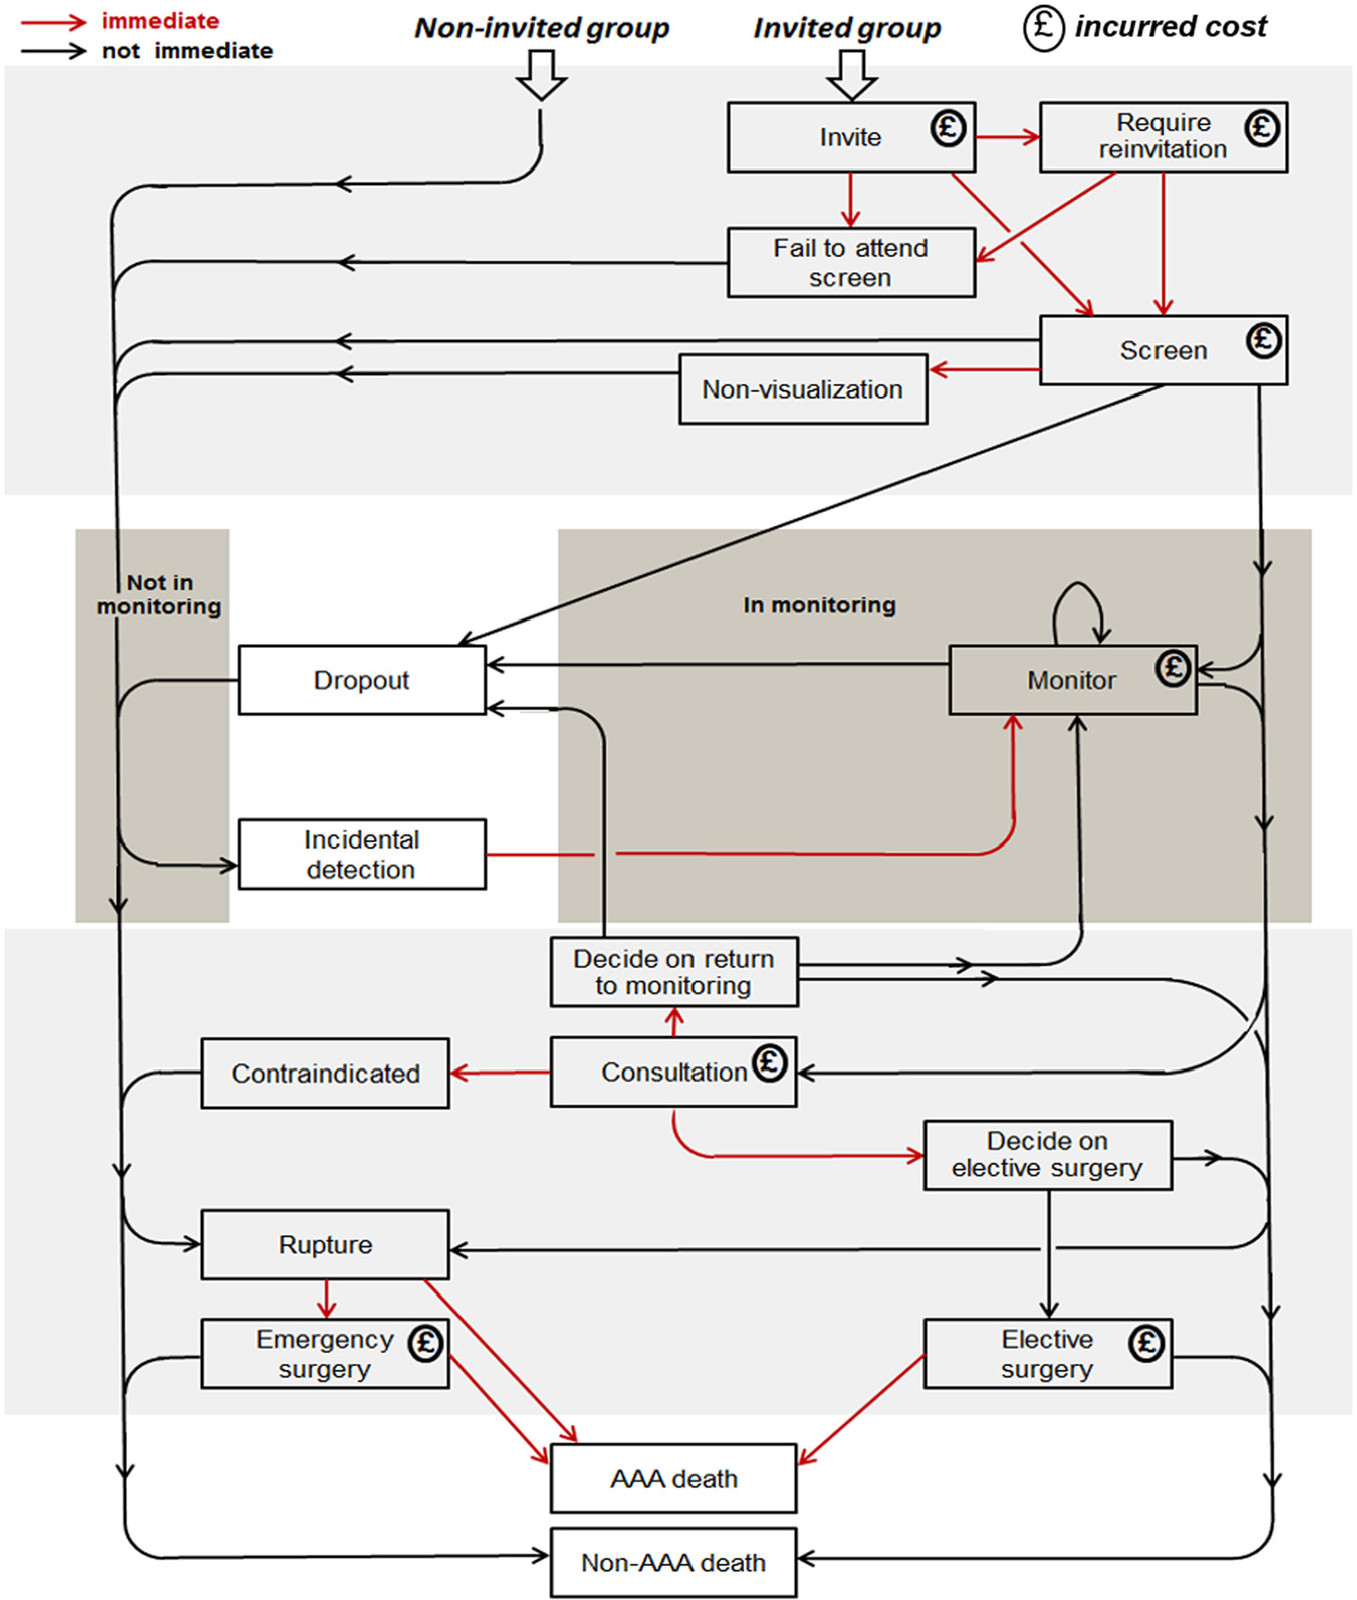 immediate
not immediate
Non-invited group
Invited group
£ incurred cost
Invite £
Require
reinvitation £
Fail to attend
screen
Screen £
Non-visualization
Not in
monitoring
In monitoring
Dropout
Monitor £
Incidental
detection
Decide on return
to monitoring
Contraindicated
Consultation £
Decide on
elective surgery
Rupture
Emergency
surgery £
Elective
surgery £
AAA death
Non-AAA death